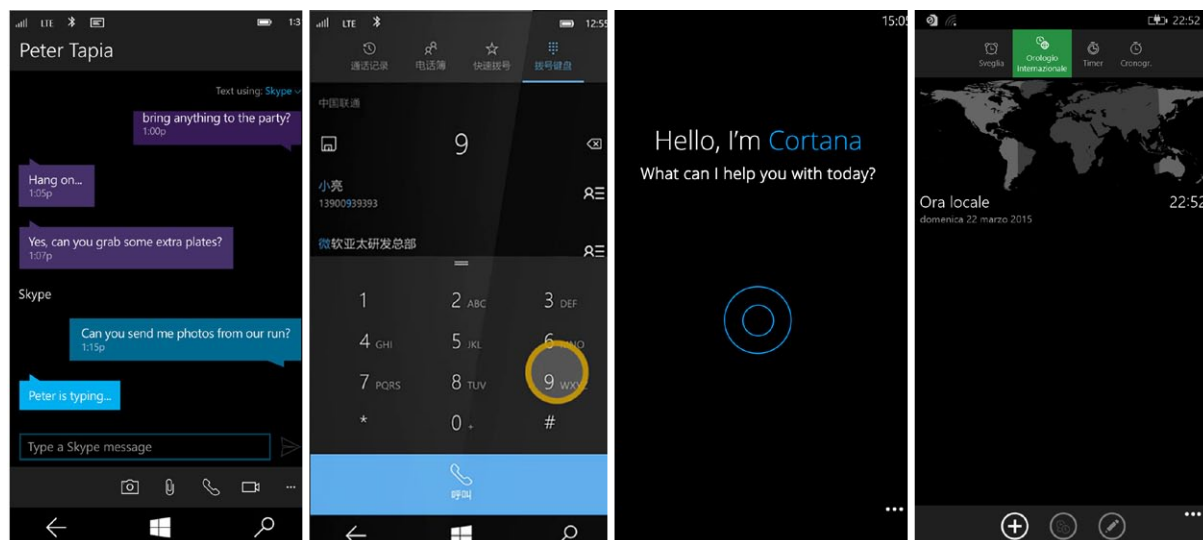 LTE
1:3
Peter Tapia
Text using: Skype
bring anything to the party?
1:00p
Hang on...
1:05p
Yes, can you grab some extra plates?
1:07p
Skype
Can you send me photos from our run?
1:15p
Peter is typing...
Type a Skype message
LTE
12:55
通话记录
电话簿
快速拨号
拨号键盘
中国联通
9
小亮
13900939393
微软亚太研发总部
1
2 ABC
3 DEF
4 GHI
5 JKL
6 MNO
7 PQRS
8 TUV
9 WXYZ
*
0 +
#
呼叫
15:05
Hello, I'm Cortana
What can I help you with today?
22:52
Sveglia
Orologio
internazionale
Timer
Cronogr.
Ora locale
22:52
domenica 22 marzo 2015